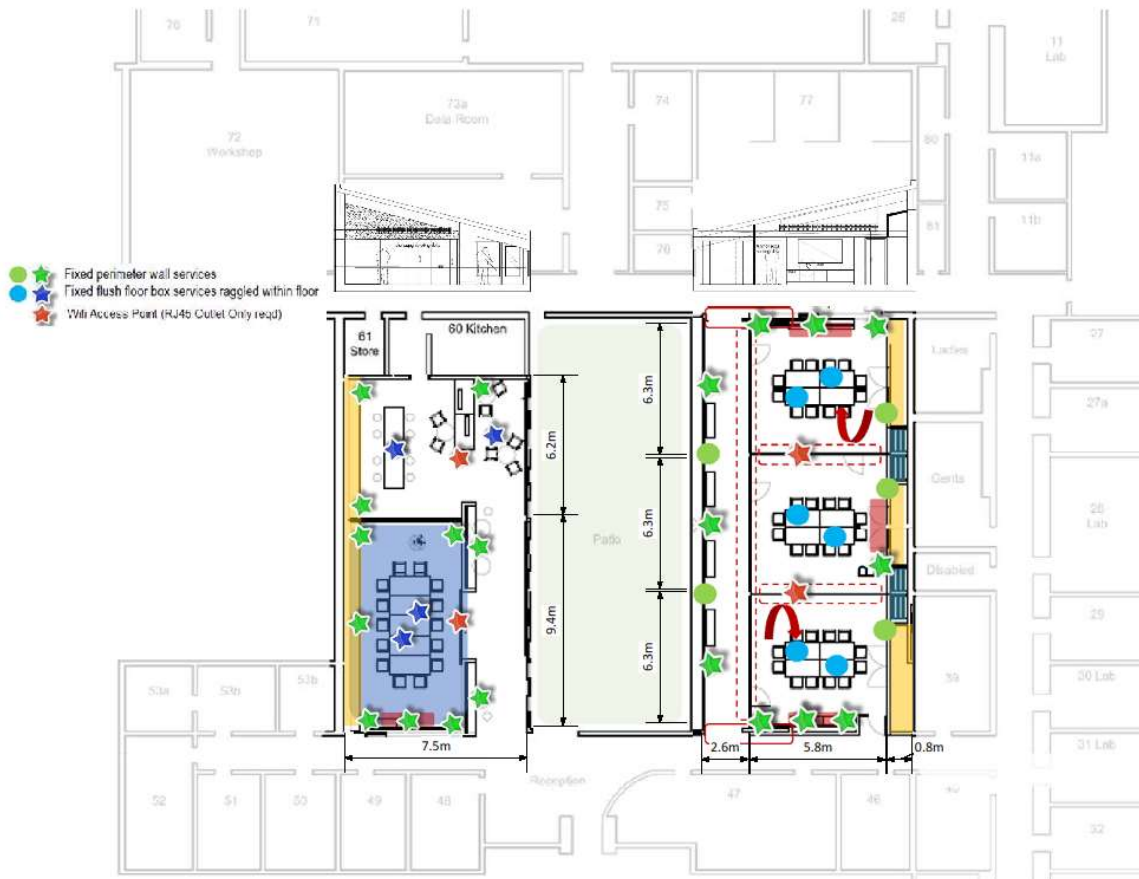 70
71
28
11
Lab
73a
Data Room
74
77
72
Workshop
80
11a
75
11b
76
81
Fixed perimeter wall services
Fixed flush floor box services raggled within floor
Wifi Access Point (RJ45 Outlet Only reqd)
61
Store
60 Kitchen
Ladies
27
27a
6.3m
6.2m
Gents
28
Lab
Patio
6.3m
P
Disabled
29
9.4m
6.3m
53a
53b
39
30 Lab
7.5m
2.6m
5.8m
0.8m
31 Lab
Reception
52
51
50
49
48
47
46
32